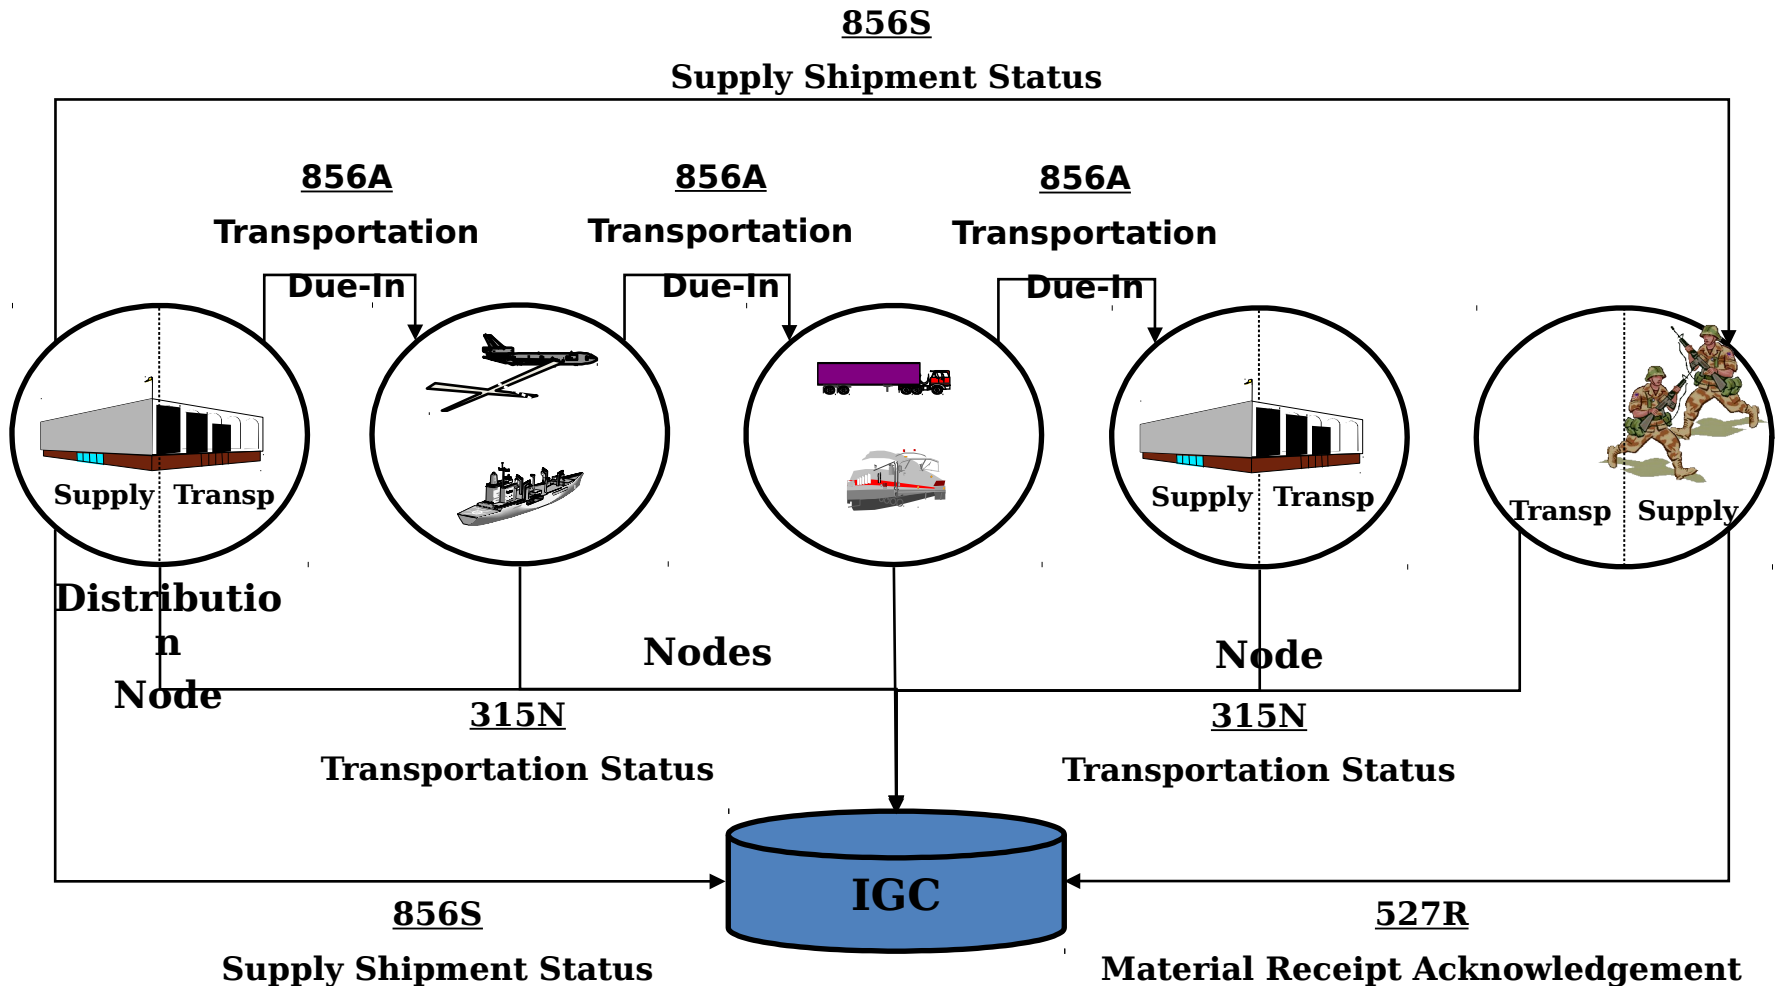 856S
Supply Shipment Status
856A
Transportation
Due-In
856A
Transportation
Due-In
856A
Transportation
Due-In
Supply Transp
Supply Transp
Transp Supply
Distributio
n
Node
Nodes
Node
315N
Transportation Status
315N
Transportation Status
IGC
856S
Supply Shipment Status
527R
Material Receipt Acknowledgement